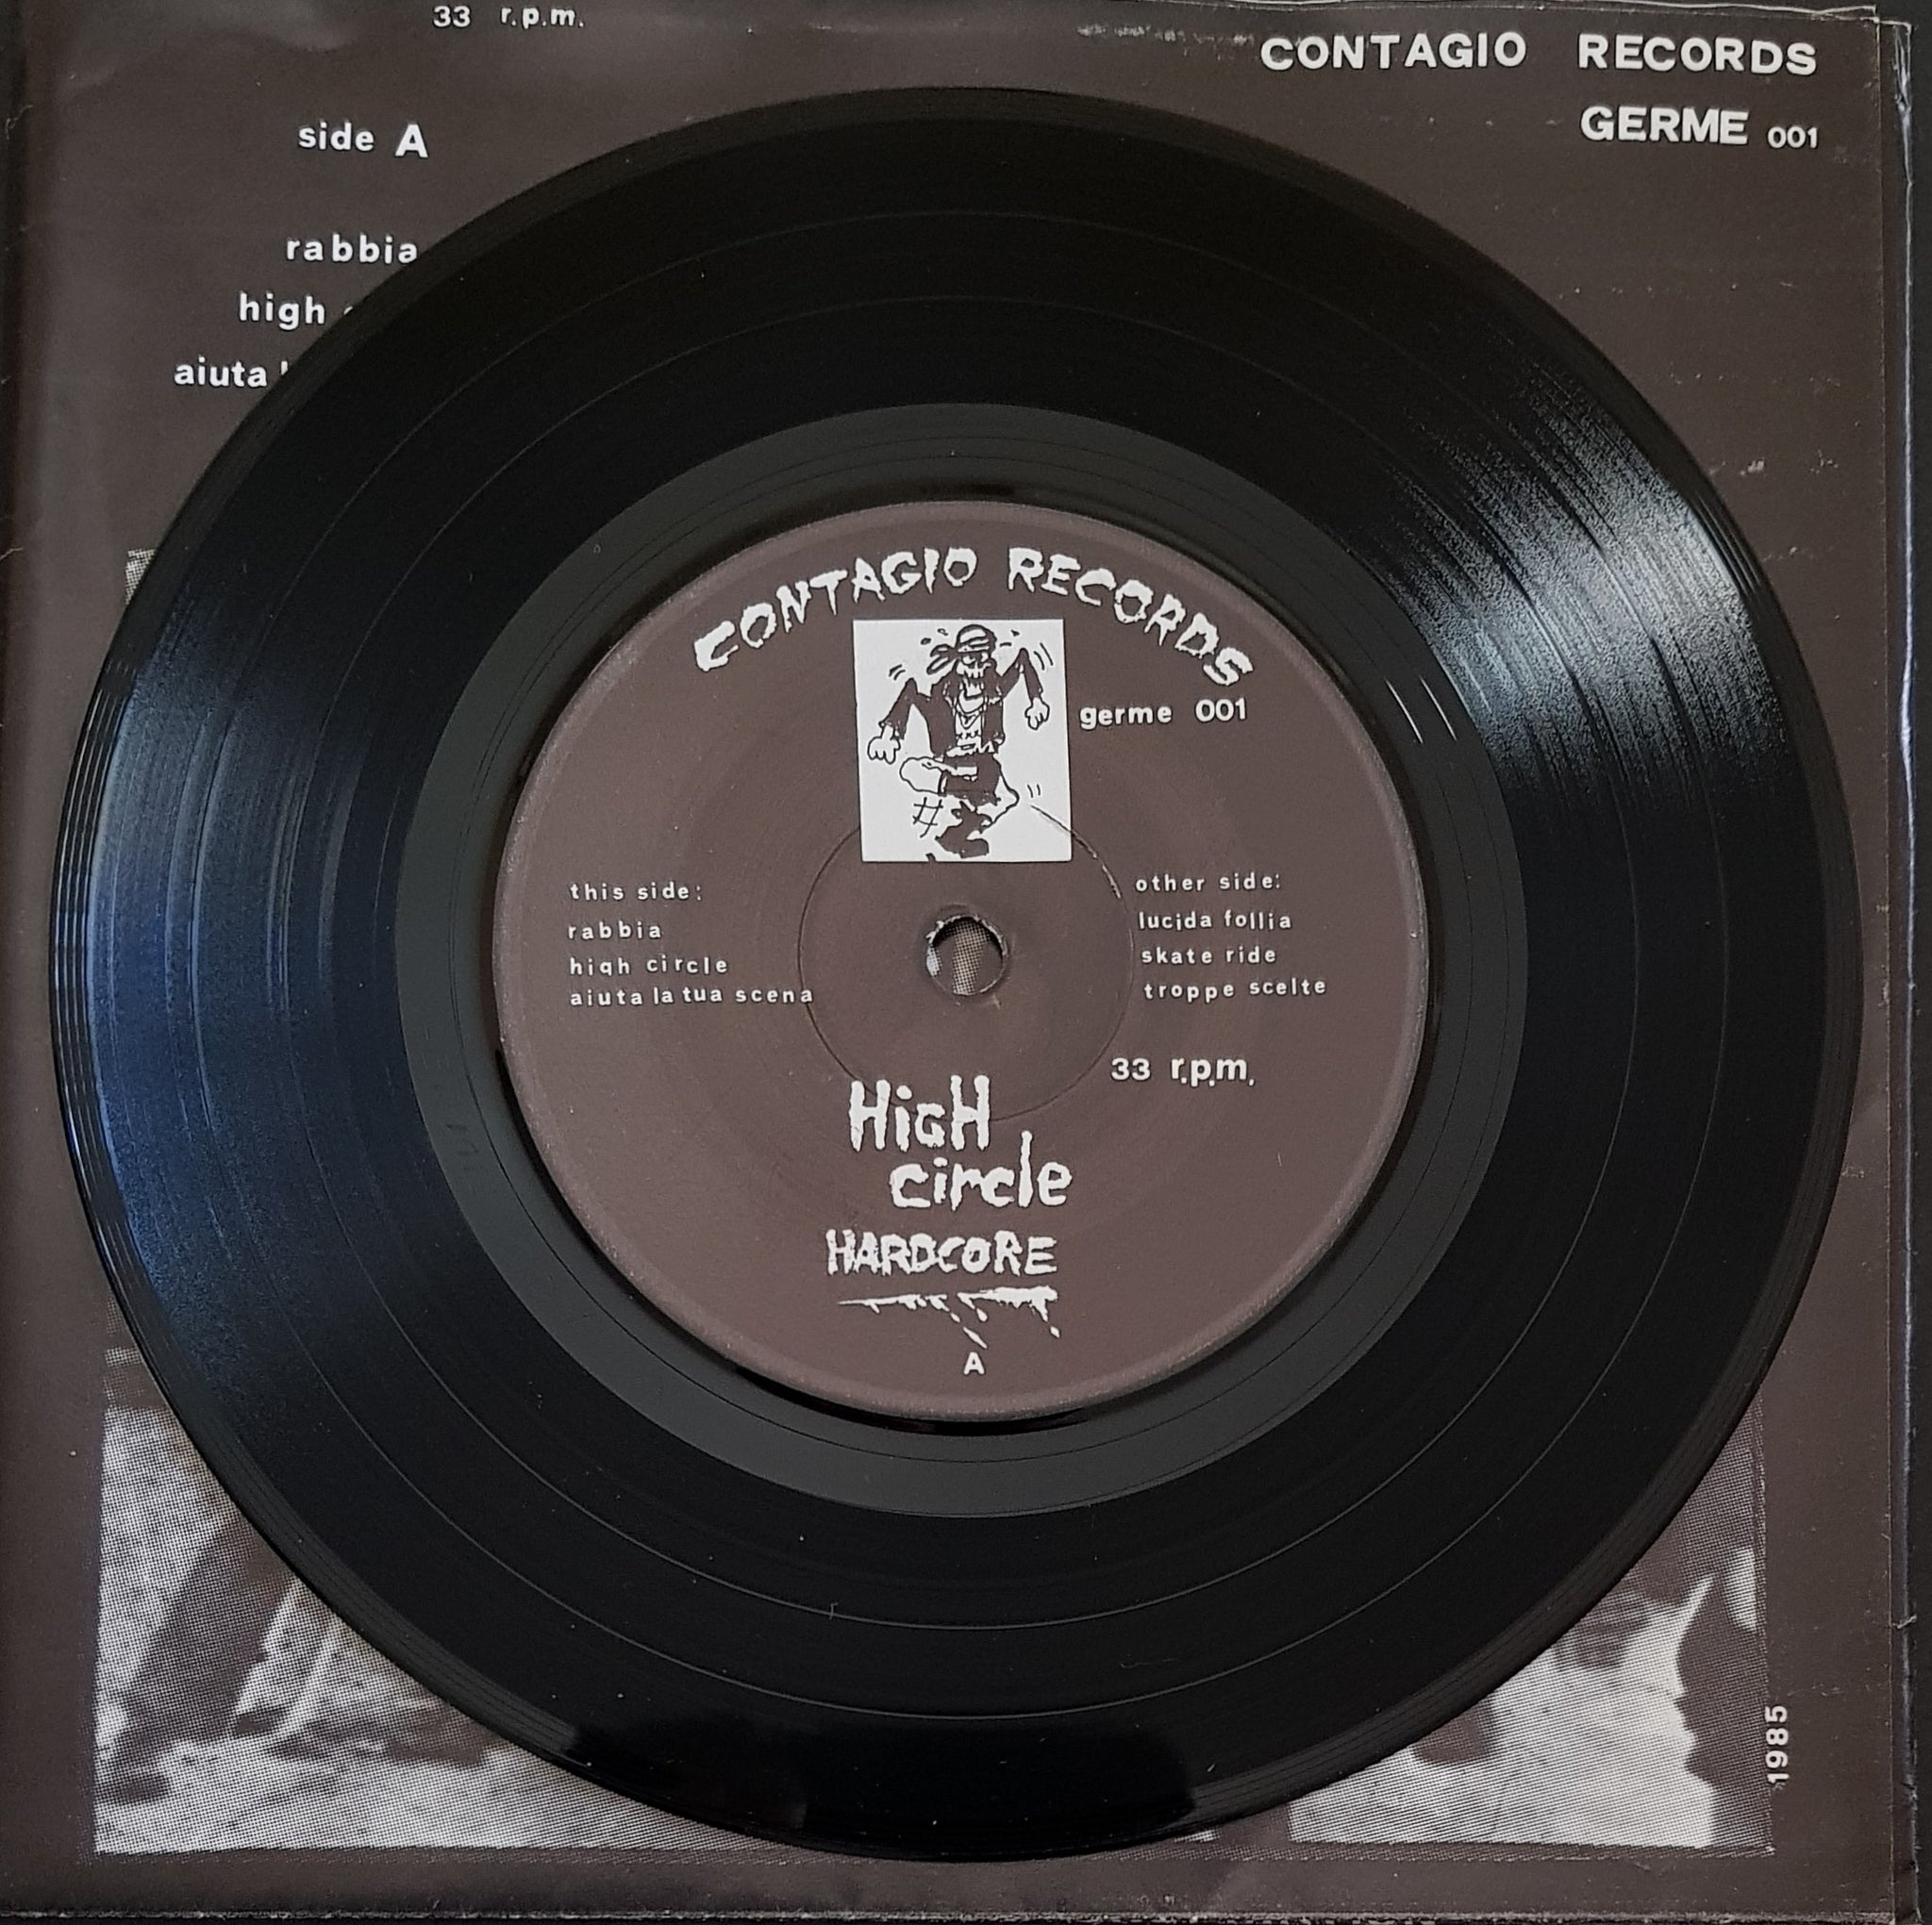 33 r.p.m.
CONTAGIO RECORDS
GERME 001
side A
rabbia
high
aiuta
CONTAGIO RECORDS
germe 001
this side:
rabbia
high circle
aiuta la tua scena
other side:
lucida follia
skate ride
troppe scelte
33 r.p.m.
HiGH
circle
HARDCORE
A
1985